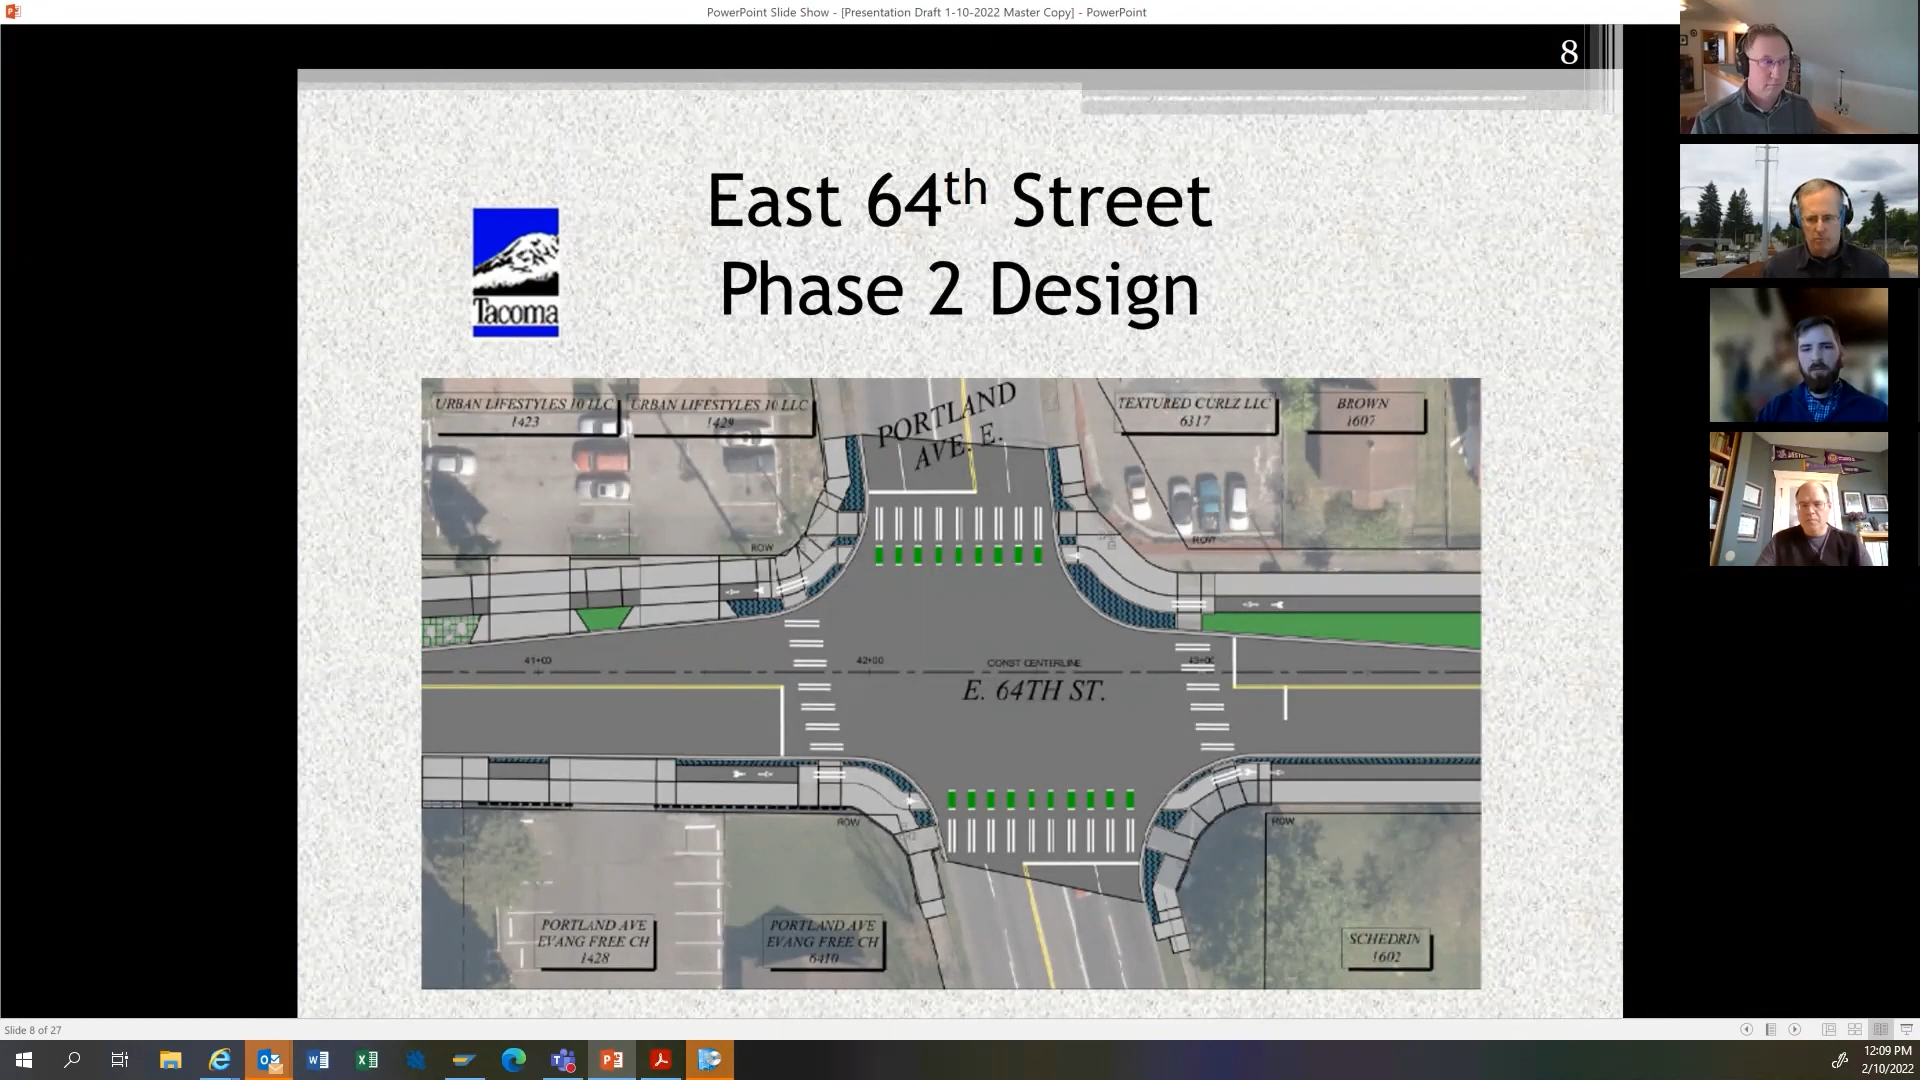 PowerPoint Slide Show - [Presentation Draft 1-10-2022 Master Copy] - PowerPoint
8
East 64th Street
Phase 2 Design
Tacoma
URBAN LIFESTYLES 10 LLC
1423
URBAN LIFESTYLES 10 LLC
1429
PORTLAND
AVE. E.
TEXTURED CURLZ LLC
6317
BROWN
1607
ROW
ROW
41+00
42+00
CONST CENTERLINE
43+00
E. 64TH ST.
ROW
ROW
PORTLAND AVE
EVANG FREE CH
1428
PORTLAND AVE
EVANG FREE CH
6410
SCHEDRIN
1602
Slide 8 of 27
12:09 PM
2/10/2022